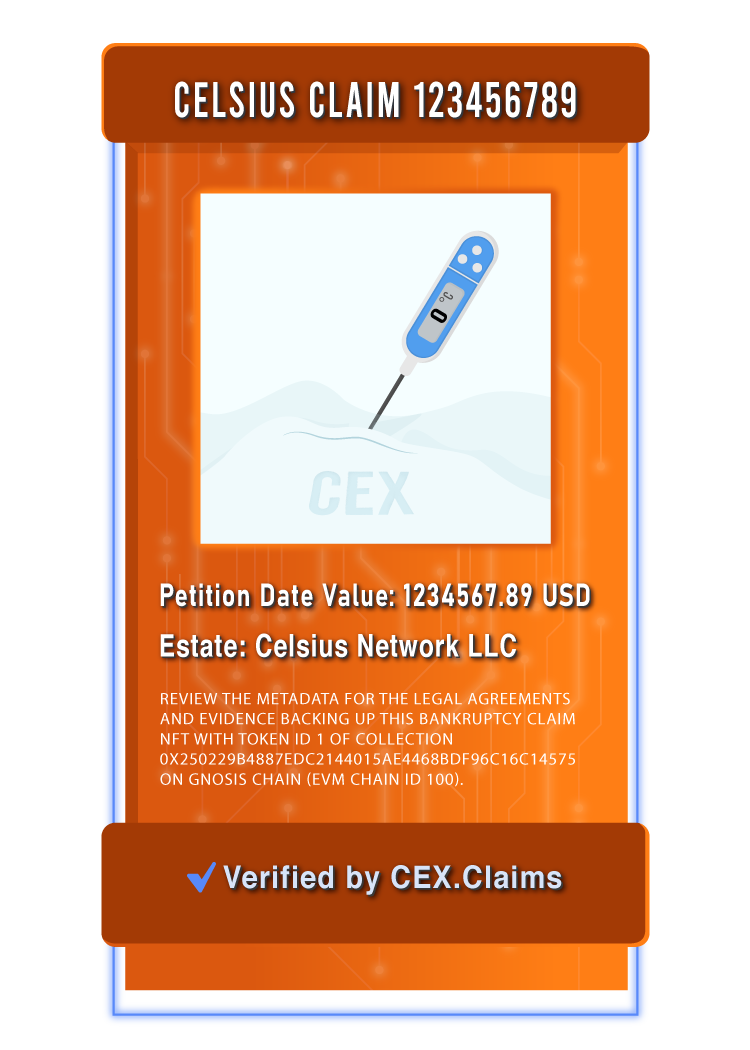 CELSIUS CLAIM 123456789
0 °C
CEX
Petition Date Value: 1234567.89 USD
Estate: Celsius Network LLC
REVIEW THE METADATA FOR THE LEGAL AGREEMENTS
AND EVIDENCE BACKING UP THIS BANKRUPTCY CLAIM
NFT WITH TOKEN ID 1 OF COLLECTION
0X250229B4887EDC2144015AE4468BDF96C16C14575
ON GNOSIS CHAIN (EVM CHAIN ID 100).
Verified by CEX.Claims